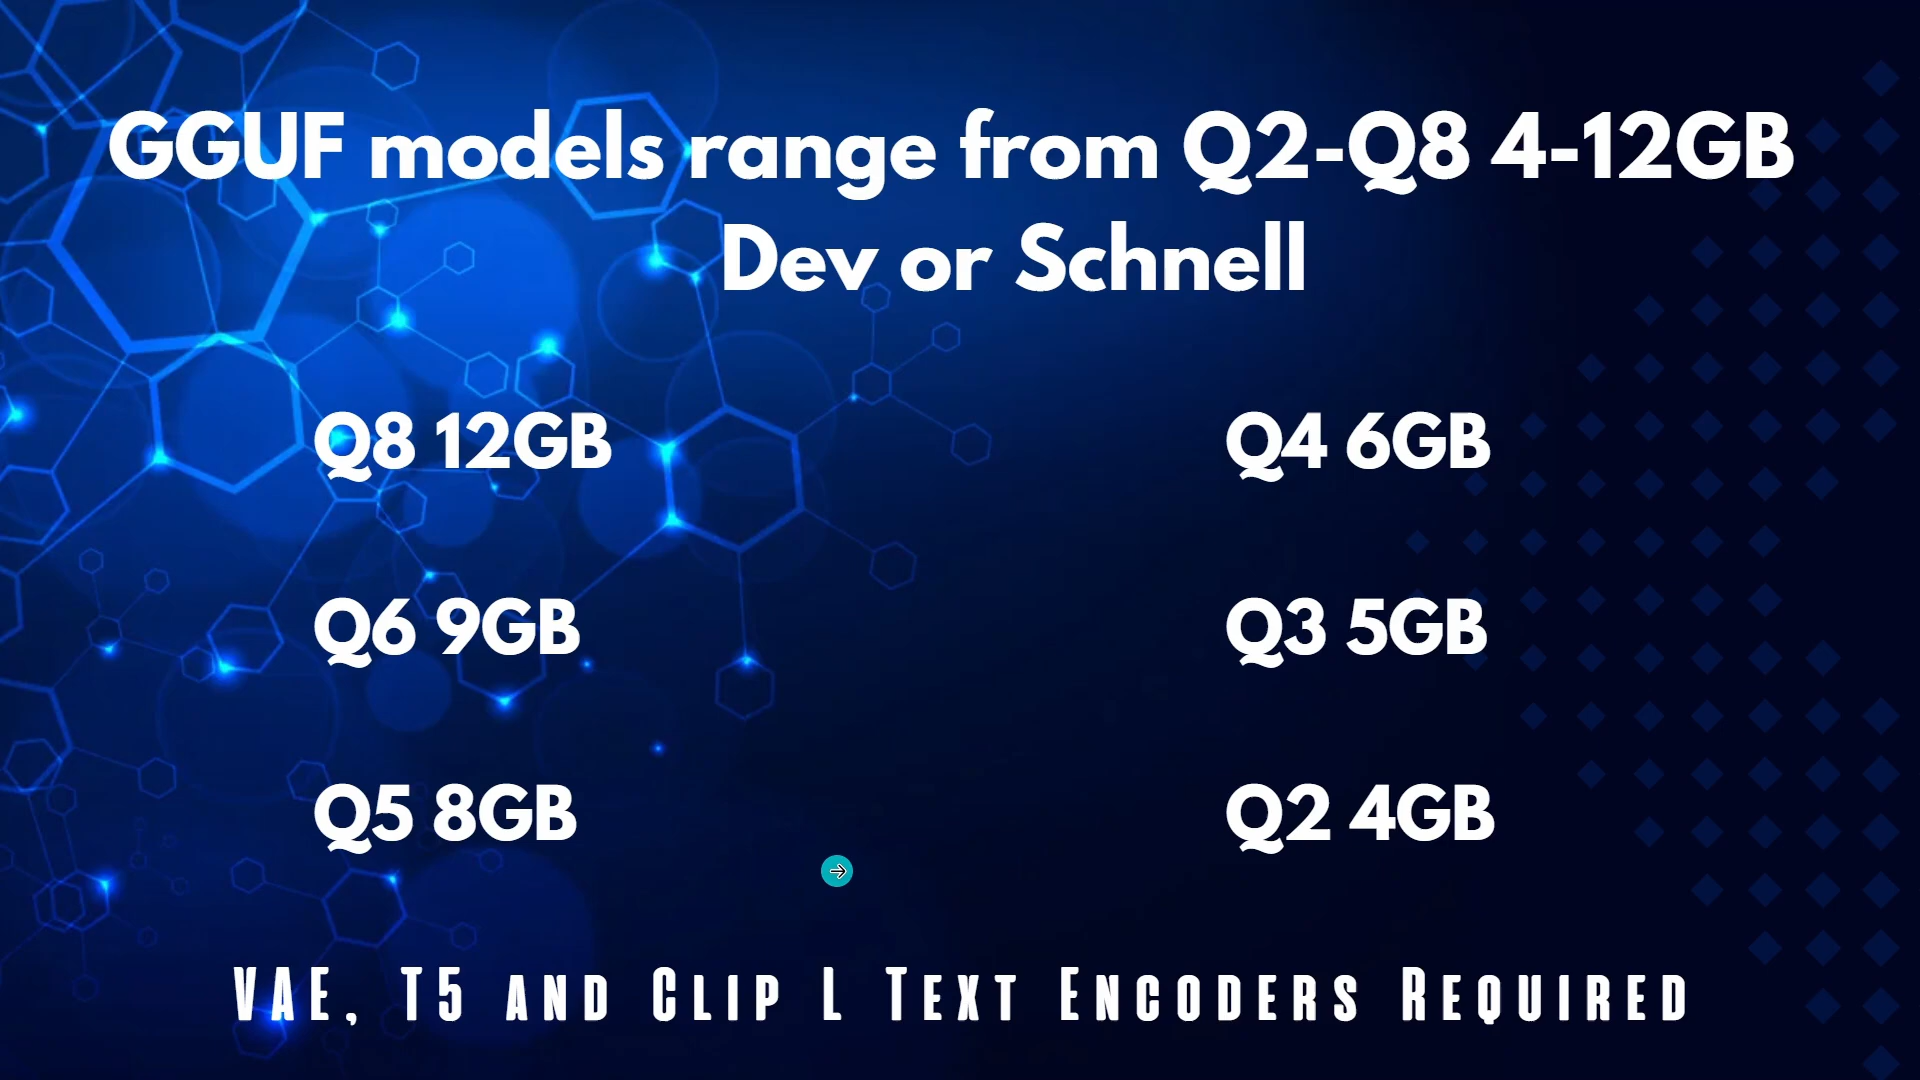 GGUF models range from Q2-Q8 4-12GB
Dev or Schnell
Q8 12GB
Q6 9GB
Q5 8GB
Q4 6GB
Q3 5GB
Q2 4GB
VAE, T5 and Clip L Text Encoders Required